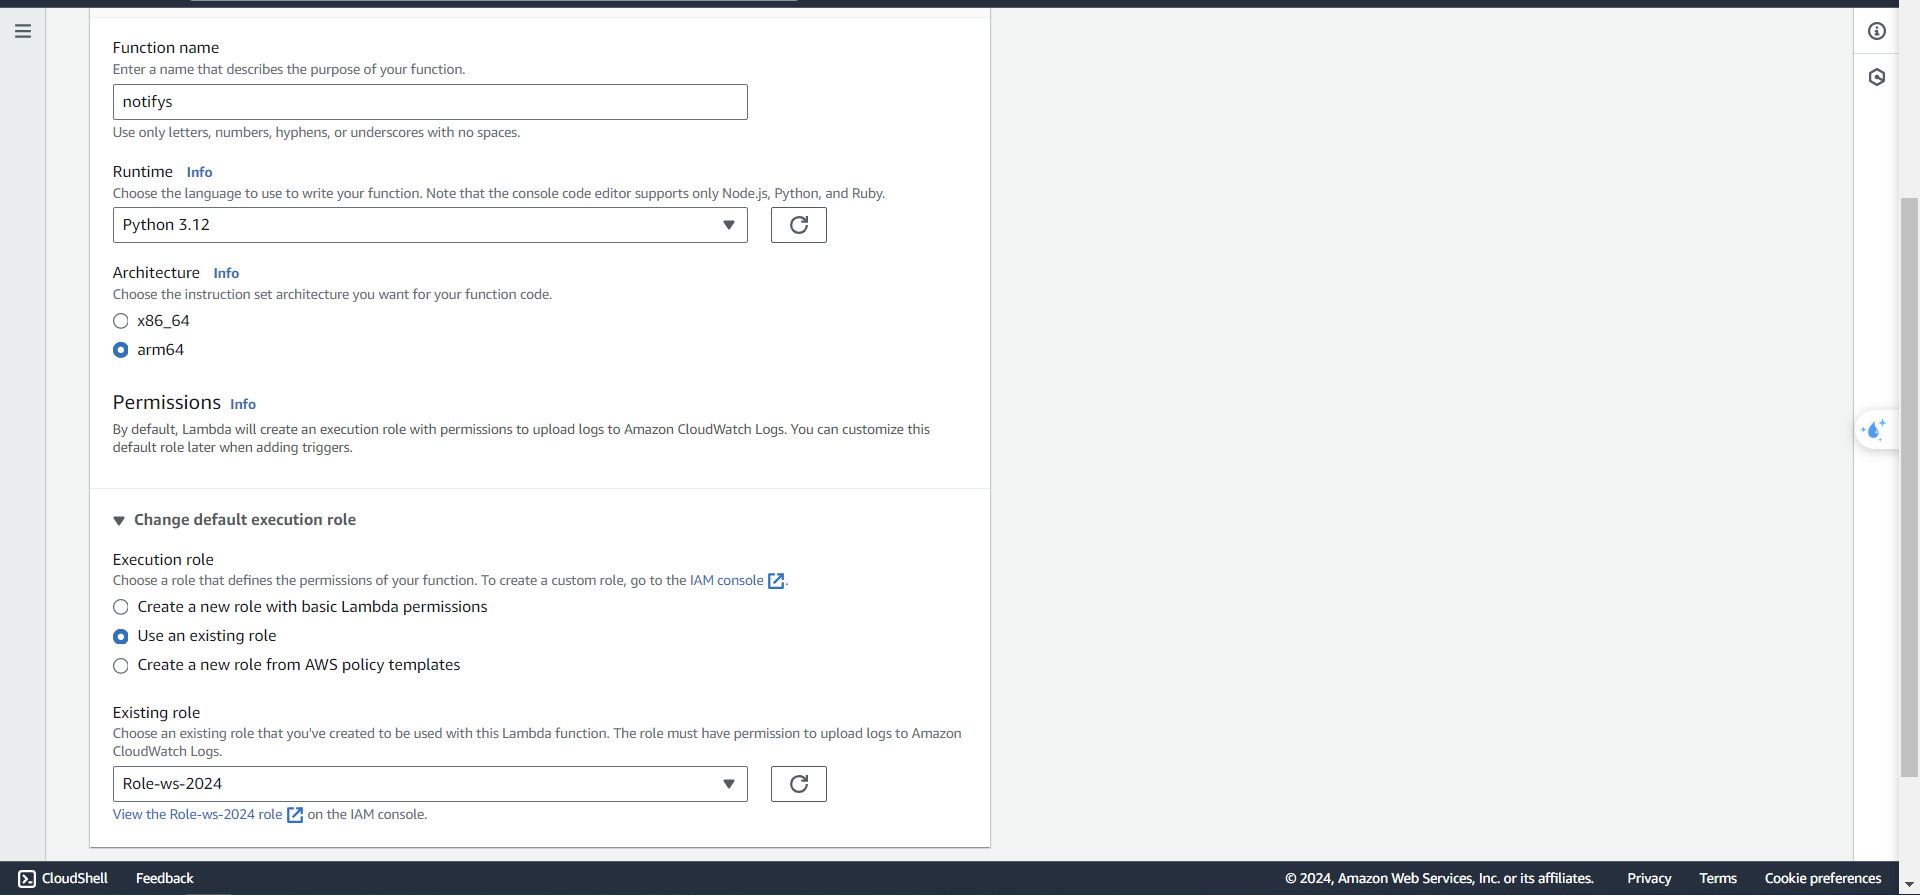 Function name
Enter a name that describes the purpose of your function.
notifys
Use only letters, numbers, hyphens, or underscores with no spaces.
Runtime Info
Choose the language to use to write your function. Note that the console code editor supports only Node.js, Python, and Ruby.
Python 3.12
Architecture Info
Choose the instruction set architecture you want for your function code.
x86_64
arm64
Permissions Info
By default, Lambda will create an execution role with permissions to upload logs to Amazon CloudWatch Logs. You can customize this
default role later when adding triggers.
Change default execution role
Execution role
Choose a role that defines the permissions of your function. To create a custom role, go to the IAM console.
Create a new role with basic Lambda permissions
Use an existing role
Create a new role from AWS policy templates
Existing role
Choose an existing role that you've created to be used with this Lambda function. The role must have permission to upload logs to Amazon
CloudWatch Logs.
Role-ws-2024
View the Role-ws-2024 role on the IAM console.
CloudShell Feedback © 2024, Amazon Web Services, Inc. or its affiliates. Privacy Terms Cookie preferences